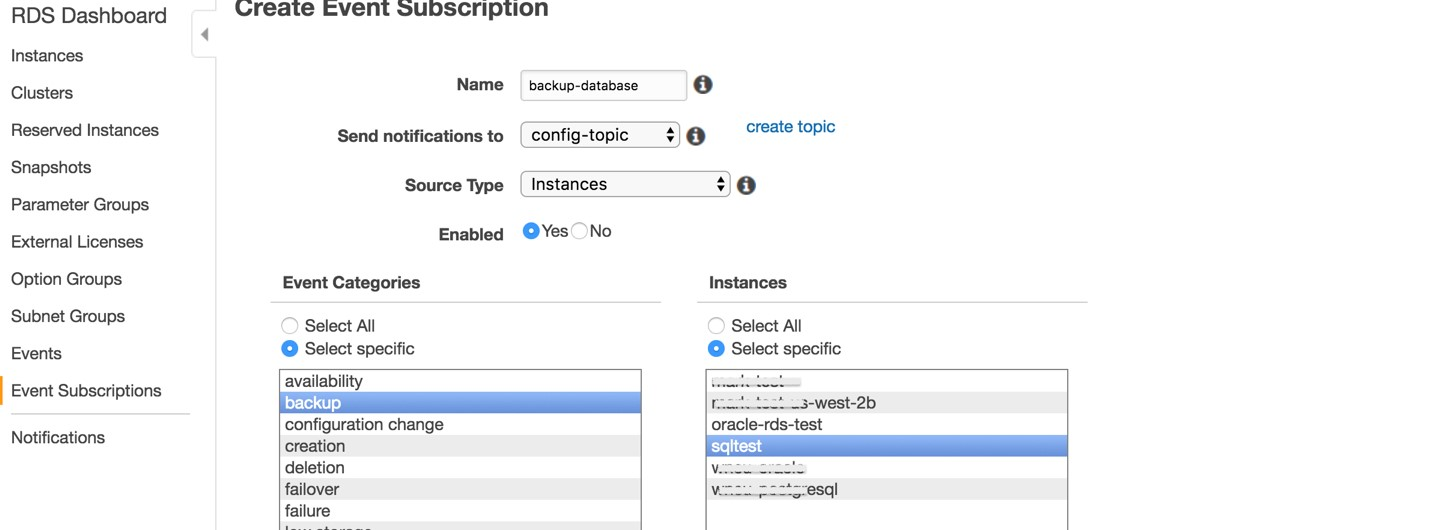 RDS Dashboard
Instances
Clusters
Reserved Instances
Snapshots
Parameter Groups
External Licenses
Option Groups
Subnet Groups
Events
Event Subscriptions
Notifications
Create Event Subscription
Name
backup-database
Send notifications to
config-topic
create topic
Source Type
Instances
Enabled
Yes
No
Event Categories
Select All
Select specific
availability
backup
configuration change
creation
deletion
failover
failure
Instances
Select All
Select specific
oracle-rds-test
sqltest